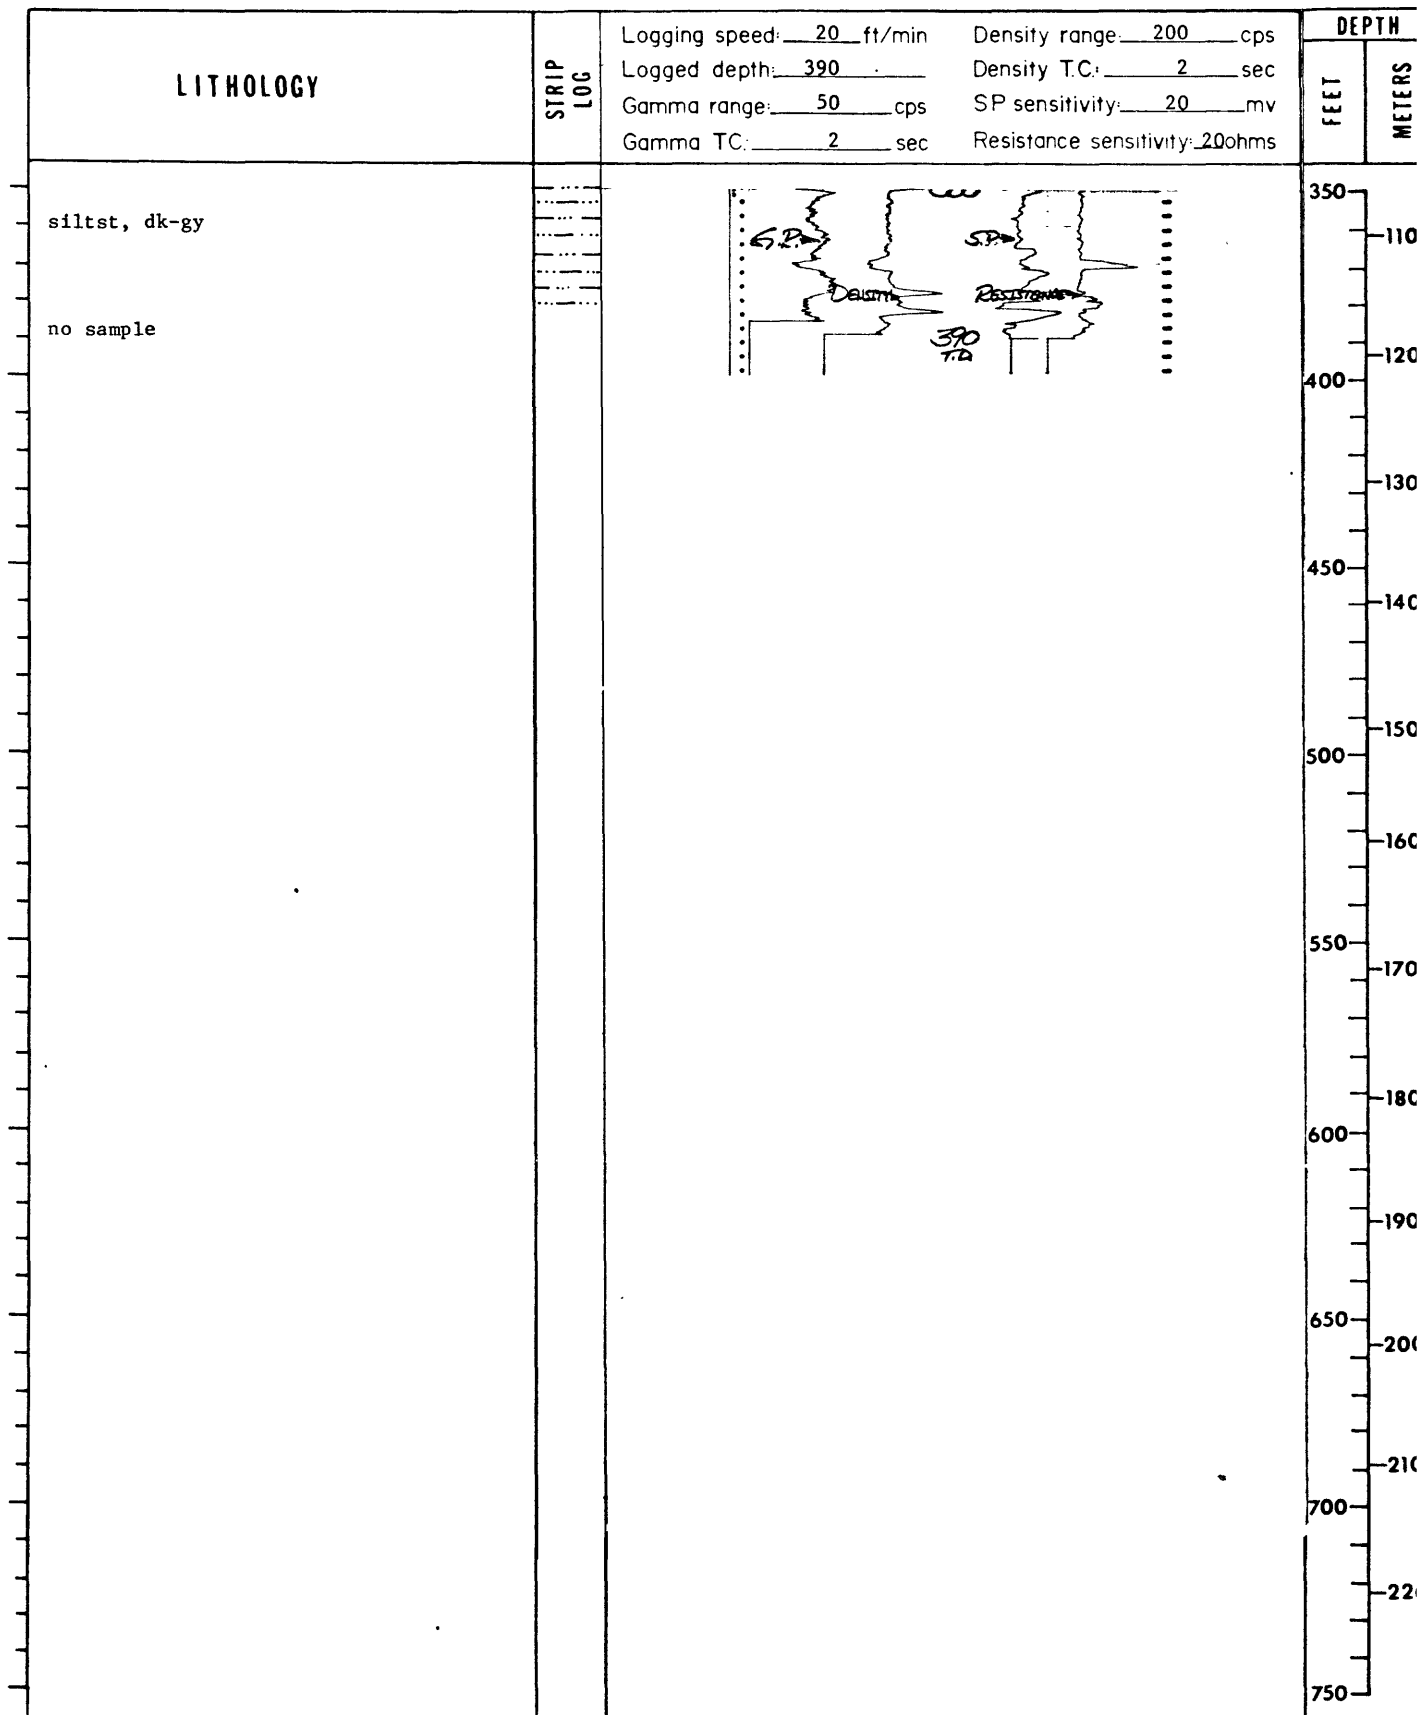 LITHOLOGY
STRIP LOG
Logging speed: 20 ft/min
Logged depth: 390
Gamma range: 50 cps
Gamma T.C.: 2 sec
Density range: 200 cps
Density T.C.: 2 sec
SP sensitivity: 20 mv
Resistance sensitivity: 20ohms
DEPTH
FEET
METERS
siltst, dk-gy
no sample
G.R.
S.P.
DENSITY
RESISTANCE
390
T.D.
350
110
120
400
130
450
140
150
500
160
550
170
180
600
190
650
200
210
700
220
750